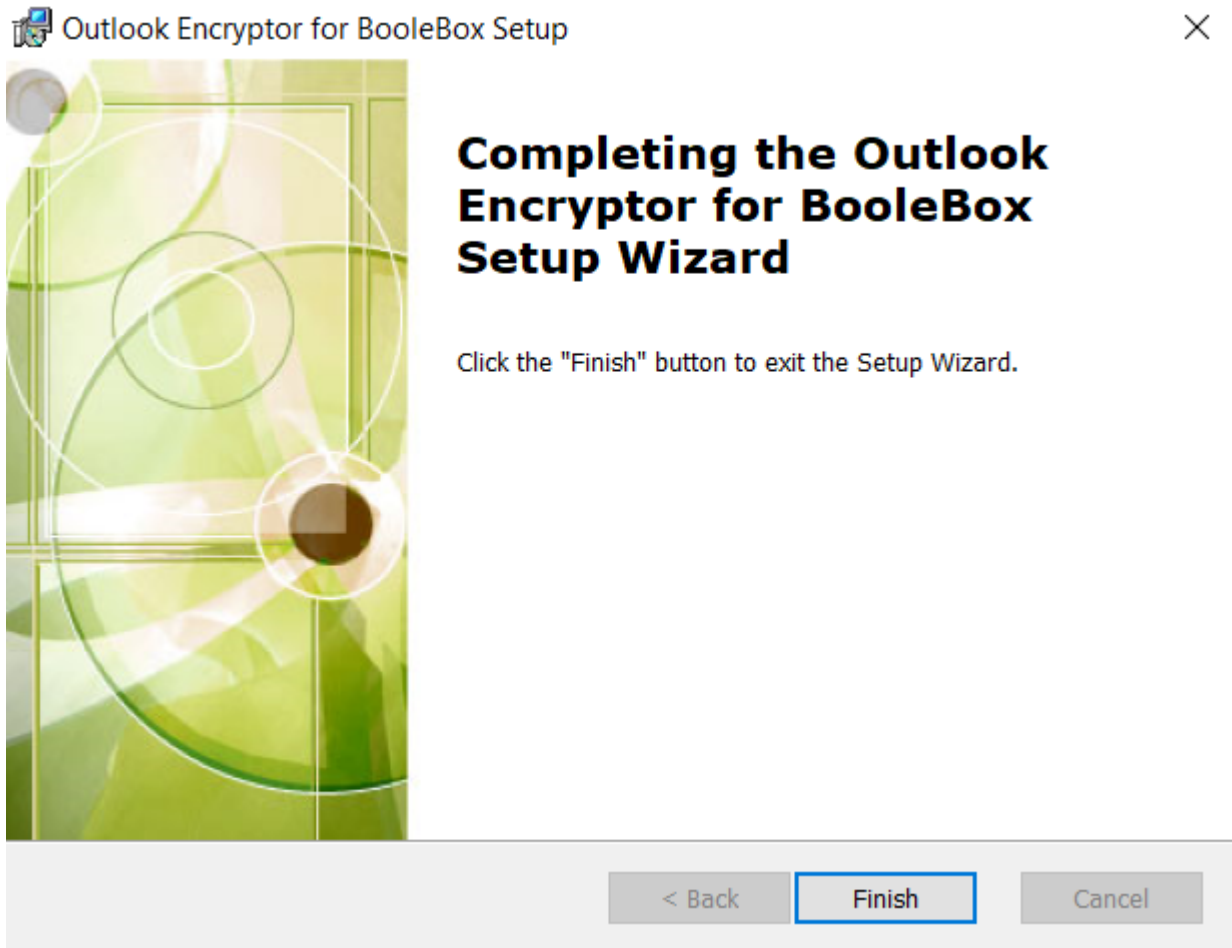 Outlook Encryptor for BooleBox Setup
Completing the Outlook
Encryptor for BooleBox
Setup Wizard
Click the "Finish" button to exit the Setup Wizard.
< Back
Finish
Cancel